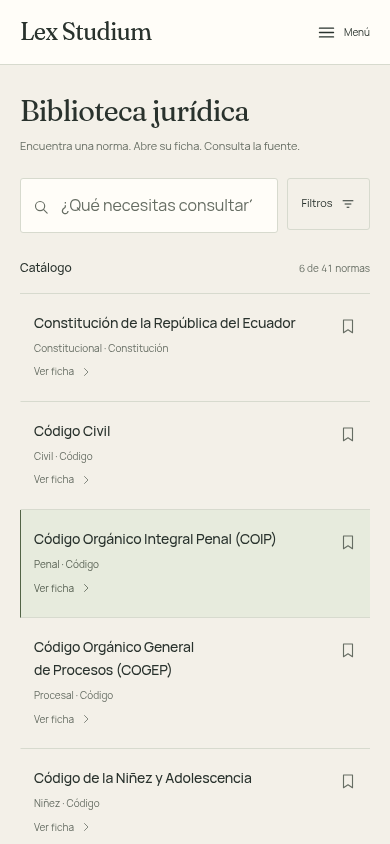 Lex Studium
Menú
Biblioteca jurídica
Encuentra una norma. Abre su ficha. Consulta la fuente.
¿Qué necesitas consultar
Filtros
Catálogo
6 de 41 normas
Constitución de la República del Ecuador
Constitucional · Constitución
Ver ficha
Código Civil
Civil · Código
Ver ficha
Código Orgánico Integral Penal (COIP)
Penal · Código
Ver ficha
Código Orgánico General
de Procesos (COGEP)
Procesal · Código
Ver ficha
Código de la Niñez y Adolescencia
Niñez · Código
Ver ficha